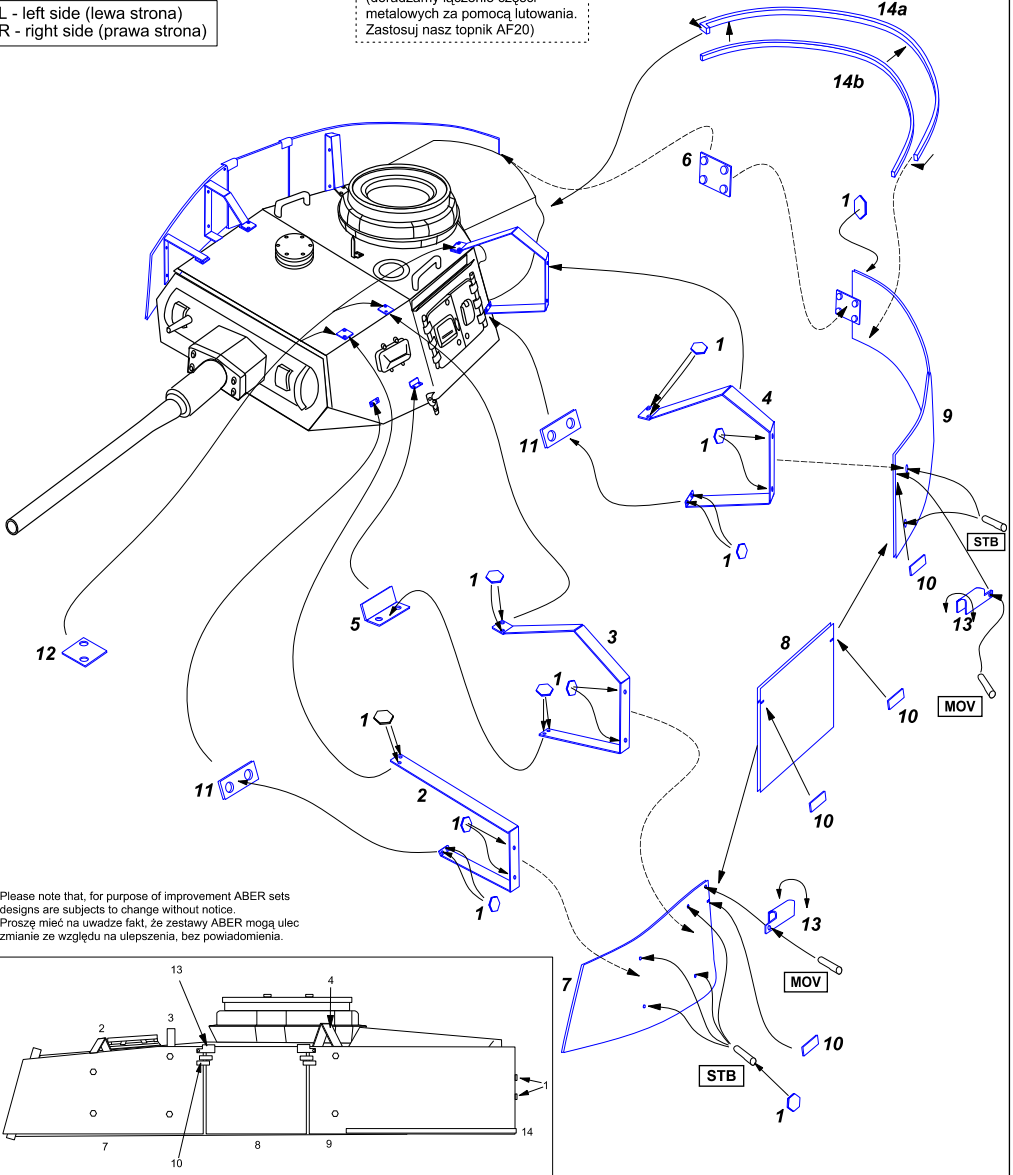 L - left side (lewa strona)
R - right side (prawa strona)
metalowych za pomocą lutowania.
Zastosuj nasz topnik AF20)
14a
14b
6
1
1
4
9
11
1
1
STB
10
13
MOV
1
5
3
12
1
8
10
1
2
11
10
1
1
Please note that, for purpose of improvement ABER sets
designs are subjects to change without notice.
Proszę mieć na uwadze fakt, że zestawy ABER mogą ulec
zmianie ze względu na ulepszenia, bez powiadomienia.
13
7
MOV
10
STB
1
13
4
2
3
1
7
8
9
14
10